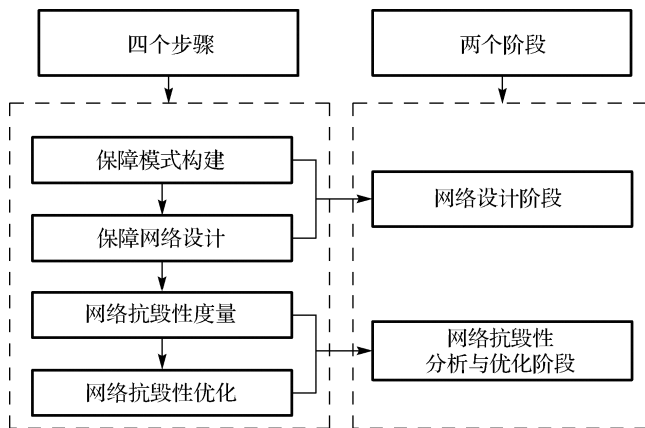 四个步骤
两个阶段
保障模式构建
保障网络设计
网络抗毁性度量
网络抗毁性优化
网络设计阶段
网络抗毁性
分析与优化阶段